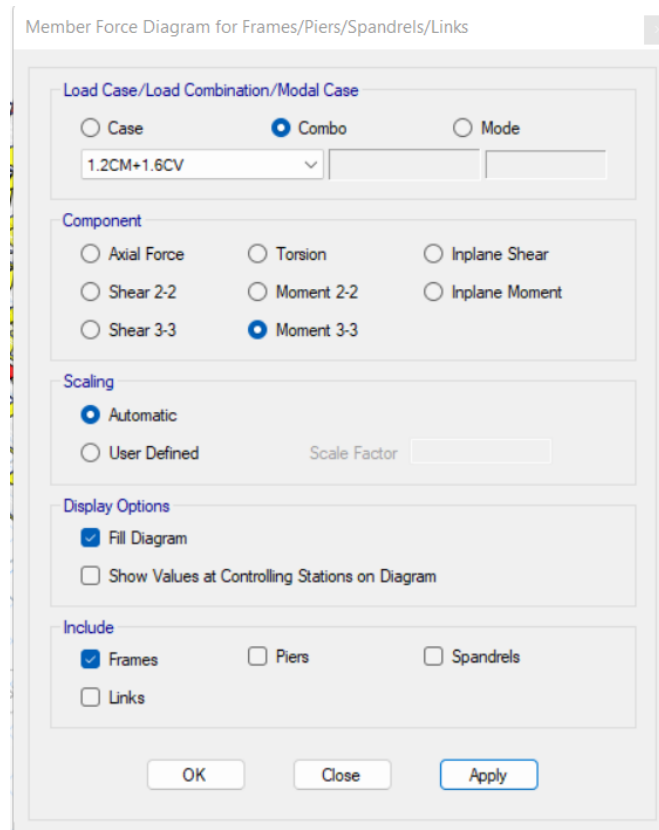 Member Force Diagram for Frames/Piers/Spandrels/Links
Load Case/Load Combination/Modal Case
Case Combo Mode
1.2CM+1.6CV
Component
Axial Force Torsion Inplane Shear
Shear 2-2 Moment 2-2 Inplane Moment
Shear 3-3 Moment 3-3
Scaling
Automatic
User Defined Scale Factor
Display Options
Fill Diagram
Show Values at Controlling Stations on Diagram
Include
Frames Piers Spandrels
Links
OK Close Apply